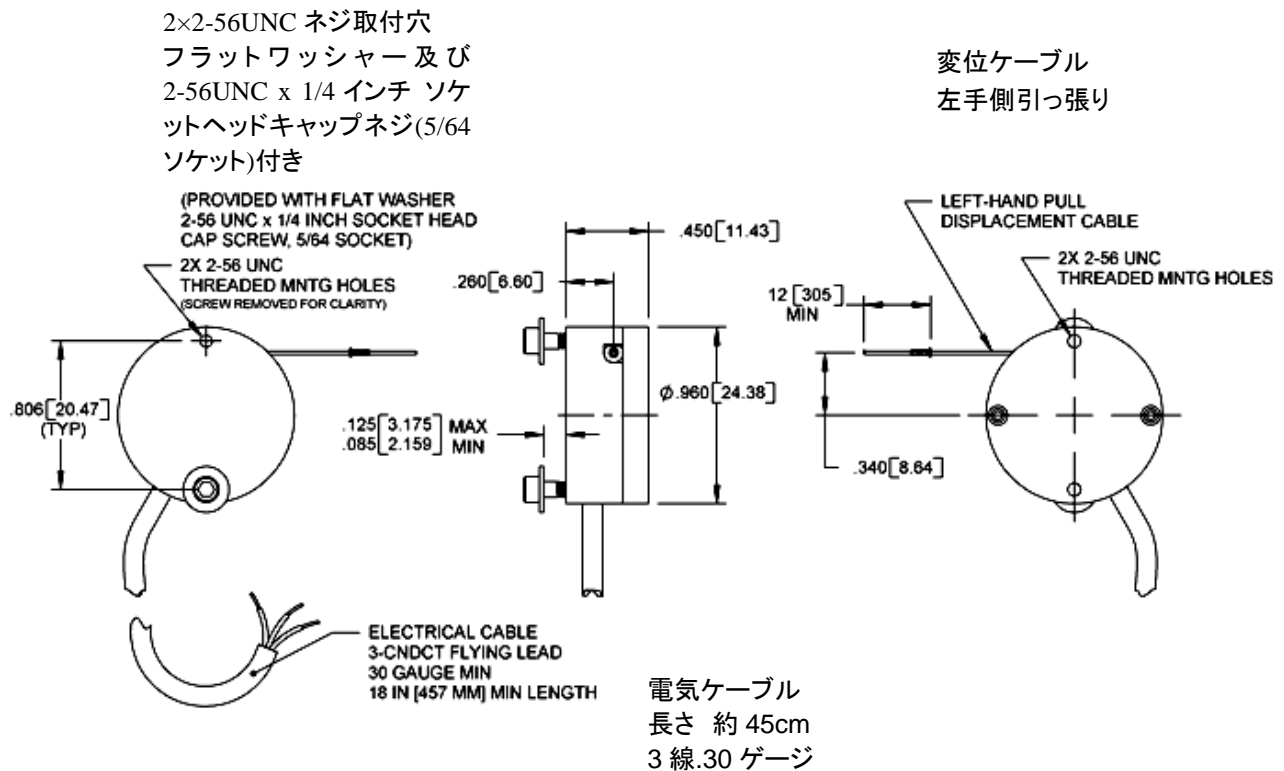 2×2-56UNC ネジ取付穴
フラットワッシャー及び
2-56UNC x 1/4 インチ ソケ
ットヘッドキャップネジ(5/64
ソケット)付き
変位ケーブル
左手側引っ張り
(PROVIDED WITH FLAT WASHER
2-56 UNC x 1/4 INCH SOCKET HEAD
CAP SCREW, 5/64 SOCKET)
2X 2-56 UNC
THREADED MNTG HOLES
(SCREW REMOVED FOR CLARITY)
.806[20.47]
(TYP)
.450[11.43]
.260[6.60]
.125[3.175] MAX
.085[2.159] MIN
Ø.960[24.38]
LEFT-HAND PULL
DISPLACEMENT CABLE
2X 2-56 UNC
THREADED MNTG HOLES
12 [305]
MIN
.340[8.64]
ELECTRICAL CABLE
3-CNDCT FLYING LEAD
30 GAUGE MIN
18 IN [457 MM] MIN LENGTH
電気ケーブル
長さ 約 45cm
3 線.30 ゲージ